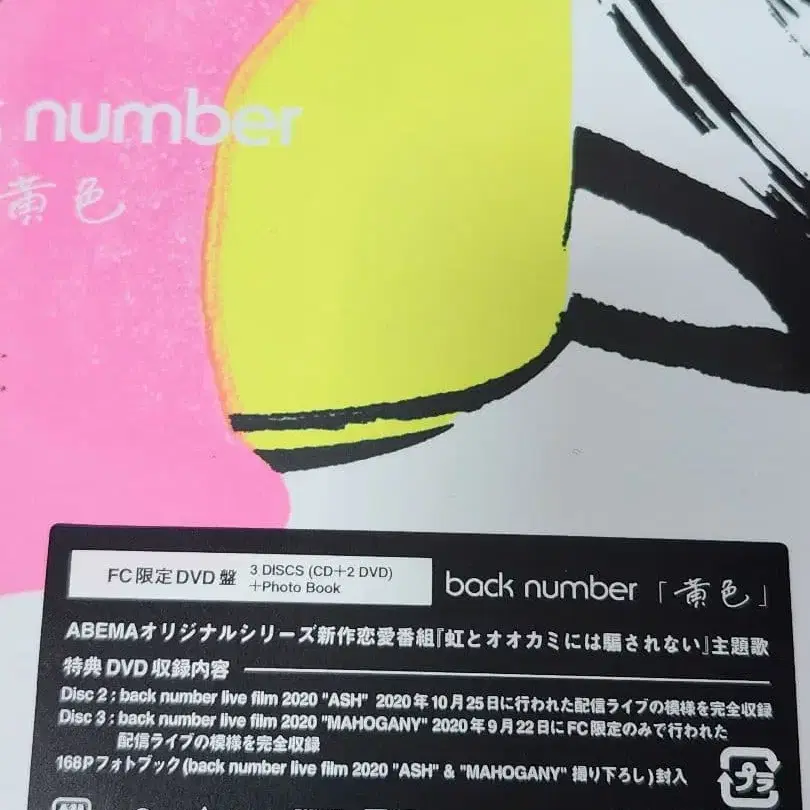 number
黄色
FC限定DVD盤
3 DISCS (CD+2 DVD)
+Photo Book
back number 「黄色」
ABEMAオリジナルシリーズ新作恋愛番組『虹とオオカミには騙されない』主題歌
特典DVD収録内容
Disc 2 : back number live film 2020 "ASH" 2020年10月25日に行われた配信ライブの模様を完全収録
Disc 3 : back number live film 2020 "MAHOGANY" 2020年9月22日にFC限定のみで行われた
配信ライブの模様を完全収録
168Pフォトブック(back number live film 2020 "ASH" & "MAHOGANY" 撮り下ろし)封入
プラ